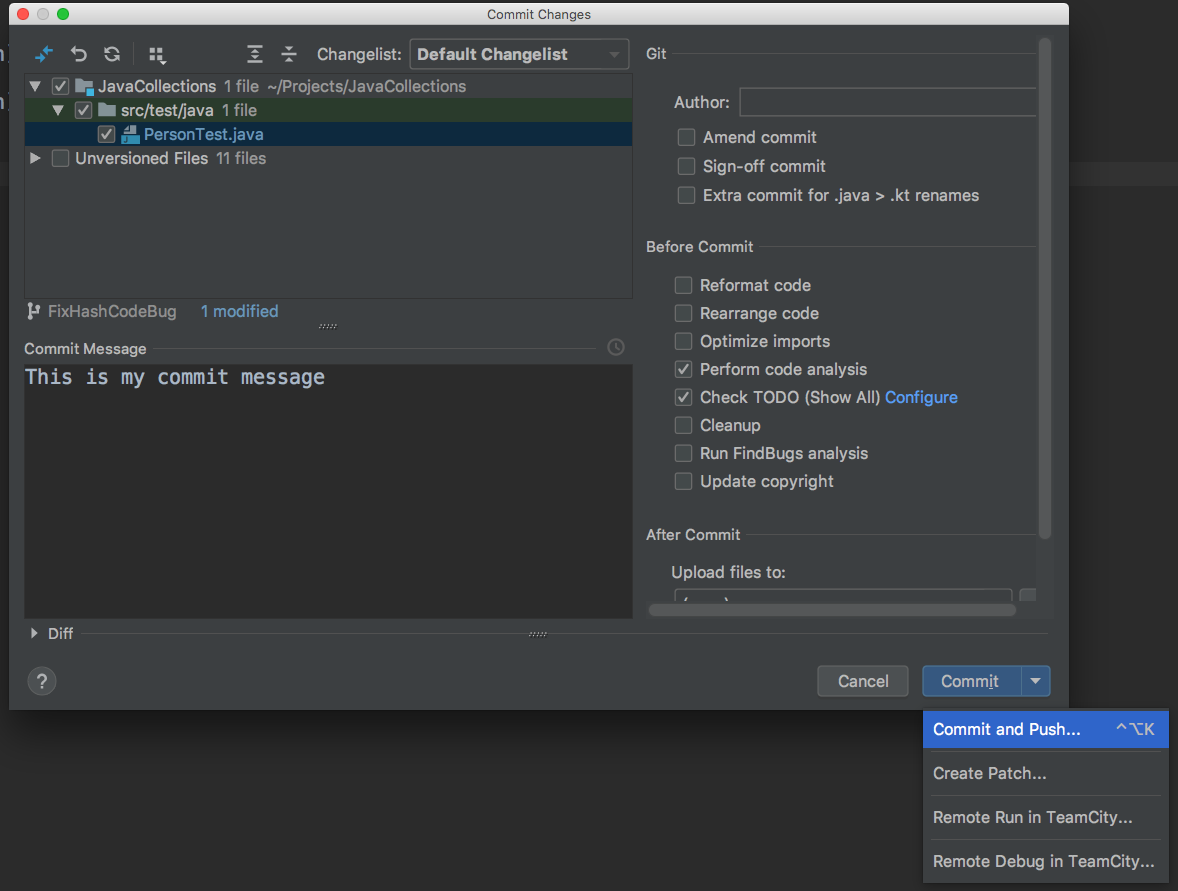 Commit Changes
Changelist: Default Changelist
JavaCollections 1 file ~/Projects/JavaCollections
src/test/java 1 file
PersonTest.java
Unversioned Files 11 files
FixHashCodeBug 1 modified
Commit Message
This is my commit message
Diff
?
Git
Author:
Amend commit
Sign-off commit
Extra commit for .java > .kt renames
Before Commit
Reformat code
Rearrange code
Optimize imports
Perform code analysis
Check TODO (Show All) Configure
Cleanup
Run FindBugs analysis
Update copyright
After Commit
Upload files to:
Cancel
Commit
Commit and Push... ⌃⌥K
Create Patch...
Remote Run in TeamCity...
Remote Debug in TeamCity...